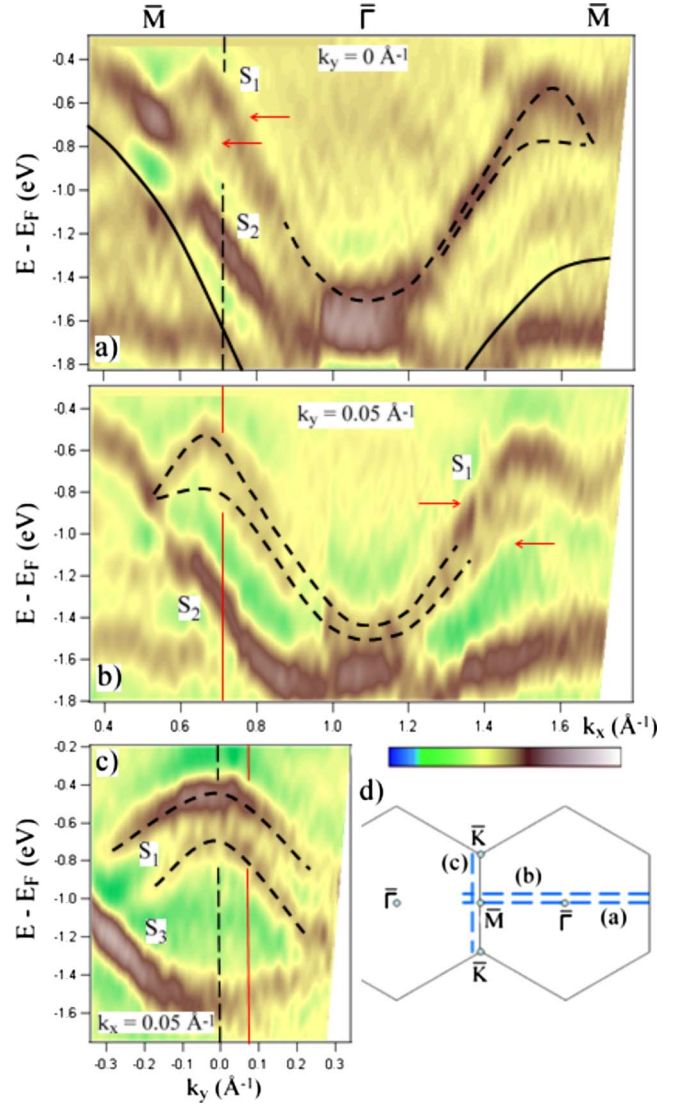 M̄ Γ̄ M̄
-0.4
-0.6
-0.8
-1.0
-1.2
-1.4
-1.6
-1.8
E - E_F (eV)
k_y = 0 Å⁻¹
S₁
S₂
a)
-0.4
-0.6
-0.8
-1.0
-1.2
-1.4
-1.6
-1.8
E - E_F (eV)
k_y = 0.05 Å⁻¹
S₁
S₂
b)
0.4 0.6 0.8 1.0 1.2 1.4 1.6 k_x (Å⁻¹)
c)
-0.2
-0.4
-0.6
-0.8
-1.0
-1.2
-1.4
-1.6
E - E_F (eV)
S₁
S₃
k_x = 0.05 Å⁻¹
-0.3 -0.2 -0.1 0.0 0.1 0.2 0.3
k_y (Å⁻¹)
d)
K̄
(c) (b)
Γ̄ M̄ Γ̄ (a)
K̄